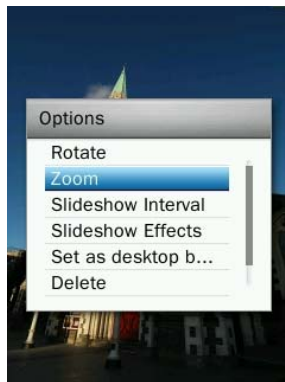 Options
Rotate
Zoom
Slideshow Interval
Slideshow Effects
Set as desktop b...
Delete